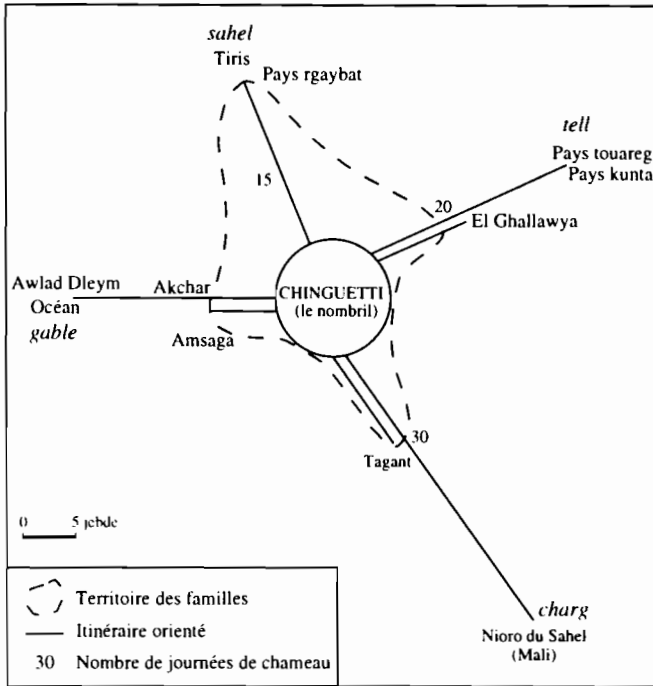 sahel
Tiris
Pays rgaybat
tell
Pays touareg
Pays kunta
15
20
El Ghallawya
Awlad Dleym
Akchar
CHINGUETTI
Océan
(le nombril)
gable
Amsaga
30
Tagant
0 5 jebde
charg
Nioro du Sahel
(Mali)
Territoire des familles
Itinéraire orienté
30 Nombre de journées de chameau